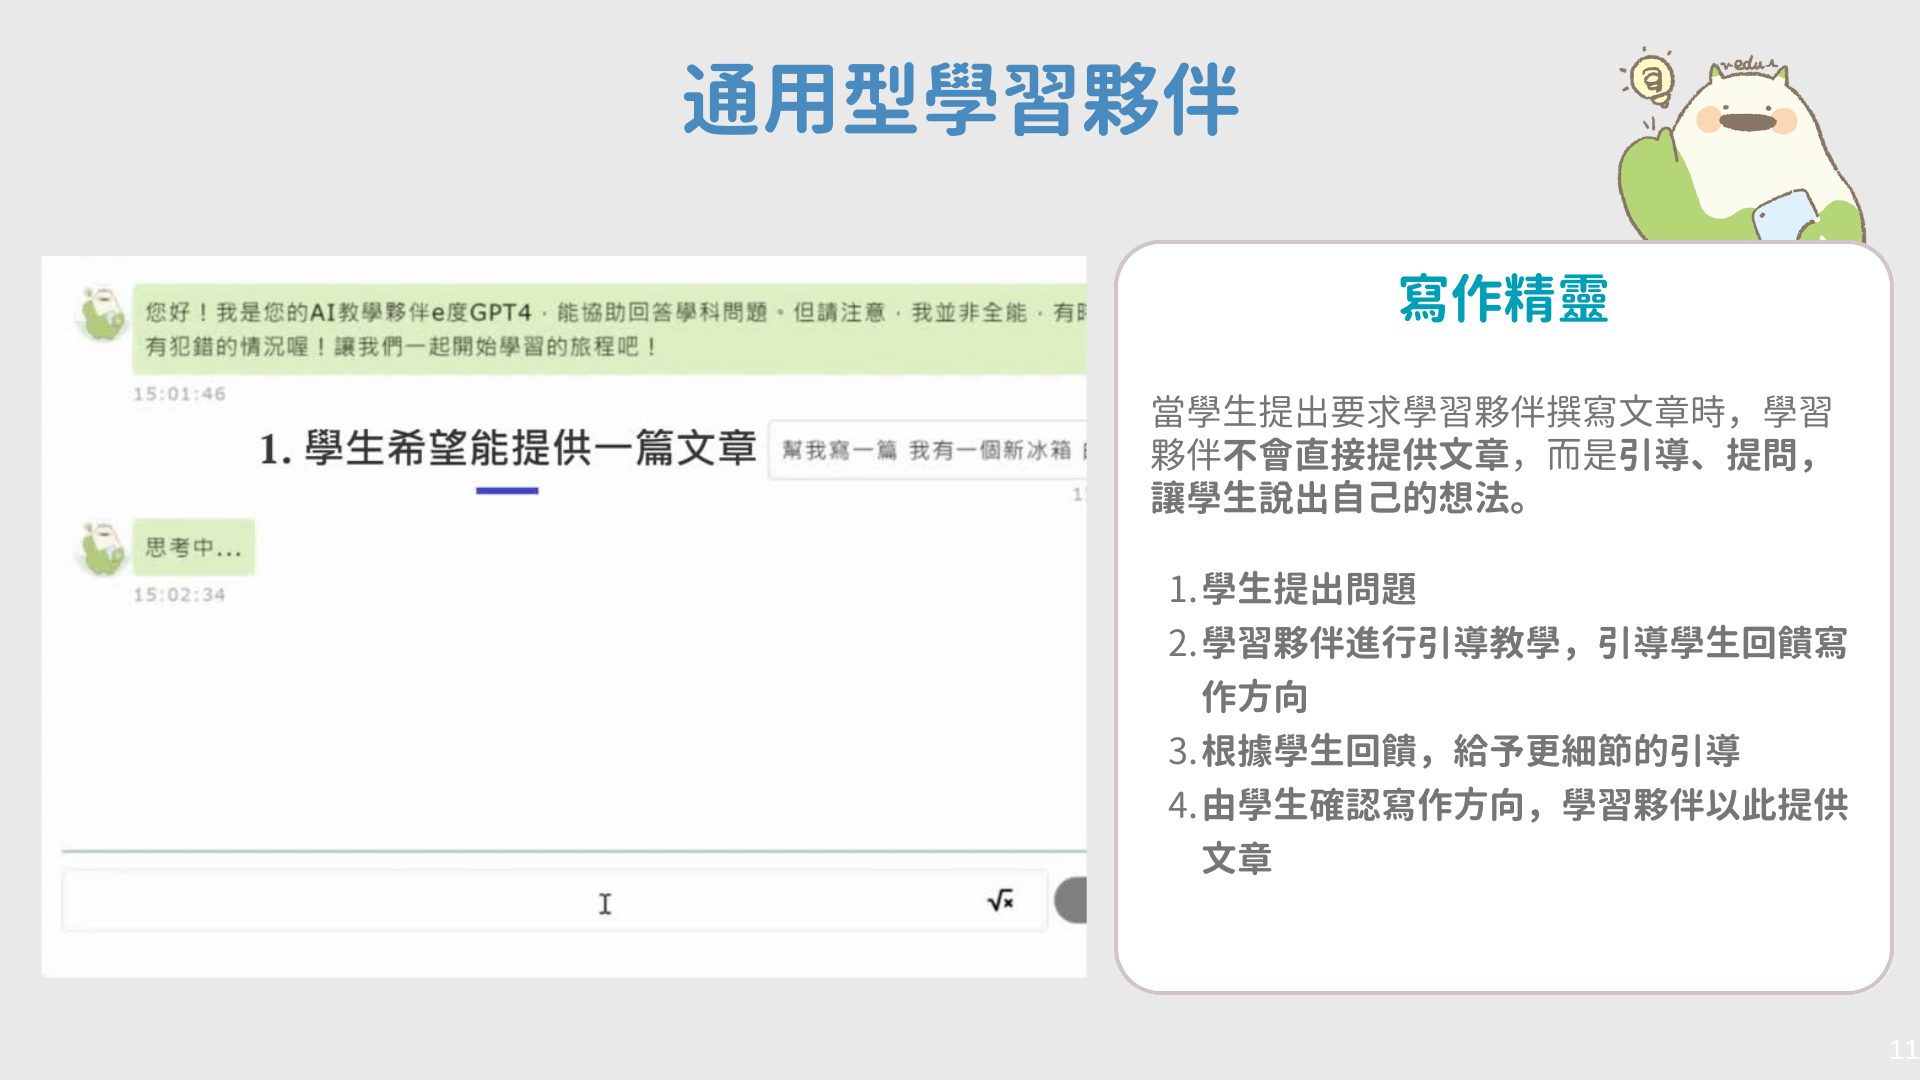 通用型學習夥伴
vedu
您好！我是您的AI教學夥伴e度GPT4，能協助回答學科問題。但請注意，我並非全能，有時
有犯錯的情況喔！讓我們一起開始學習的旅程吧！
15:01:46
1. 學生希望能提供一篇文章
幫我寫一篇 我有一個新冰箱
思考中...
15:02:34
寫作精靈
當學生提出要求學習夥伴撰寫文章時，學習
夥伴不會直接提供文章，而是引導、提問，
讓學生說出自己的想法。
1. 學生提出問題
2. 學習夥伴進行引導教學，引導學生回饋寫
作方向
3. 根據學生回饋，給予更細節的引導
4. 由學生確認寫作方向，學習夥伴以此提供
文章
11